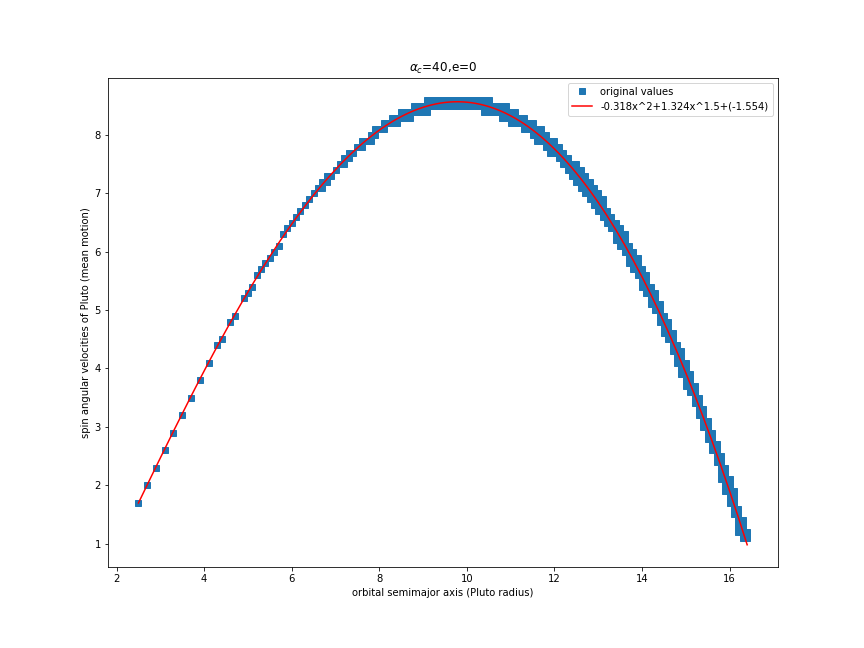 α_c=40,e=0
original values
-0.318x^2+1.324x^1.5+(-1.554)
spin angular velocities of Pluto (mean motion)
8
7
6
5
4
3
2
1
2 4 6 8 10 12 14 16
orbital semimajor axis (Pluto radius)